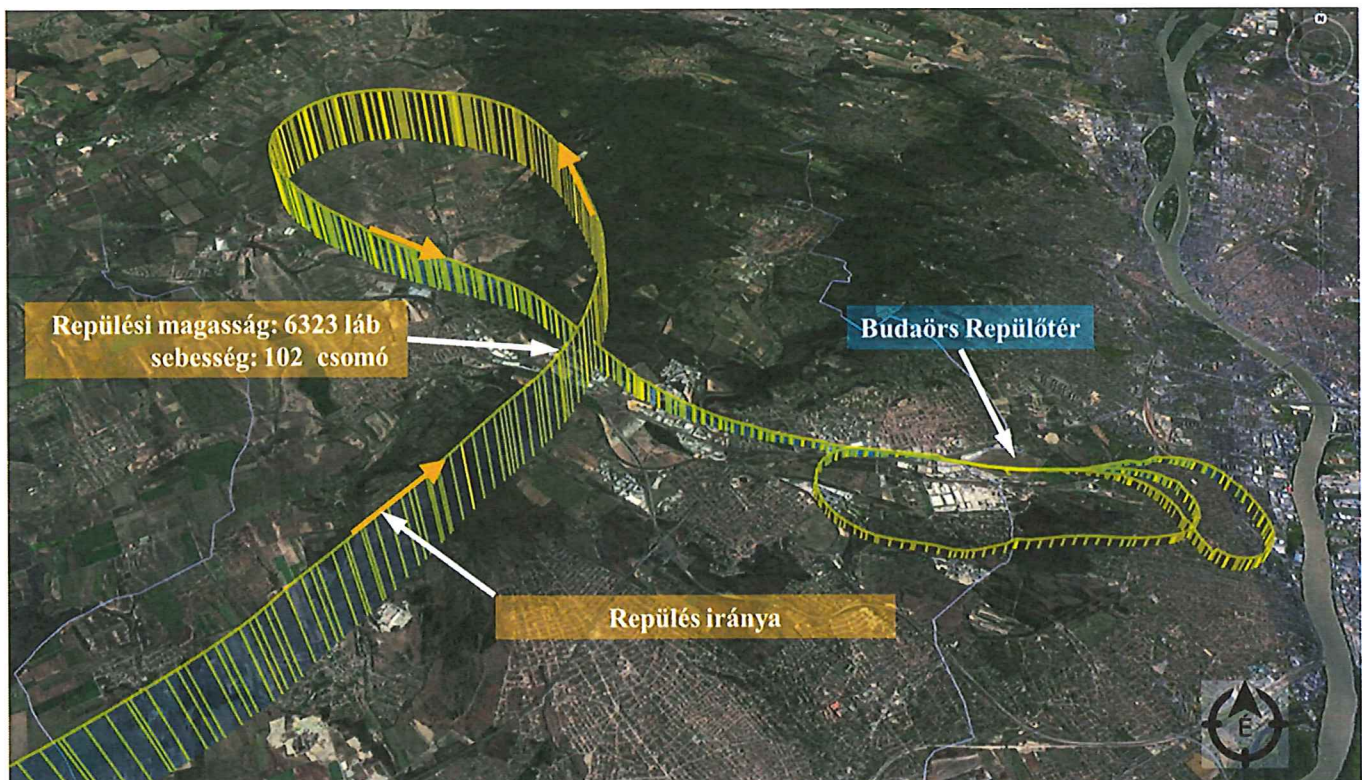 N
Repülési magasság: 6323 láb
sebesség: 102 csomó
Budaörs Repülőtér
Repülés iránya
É